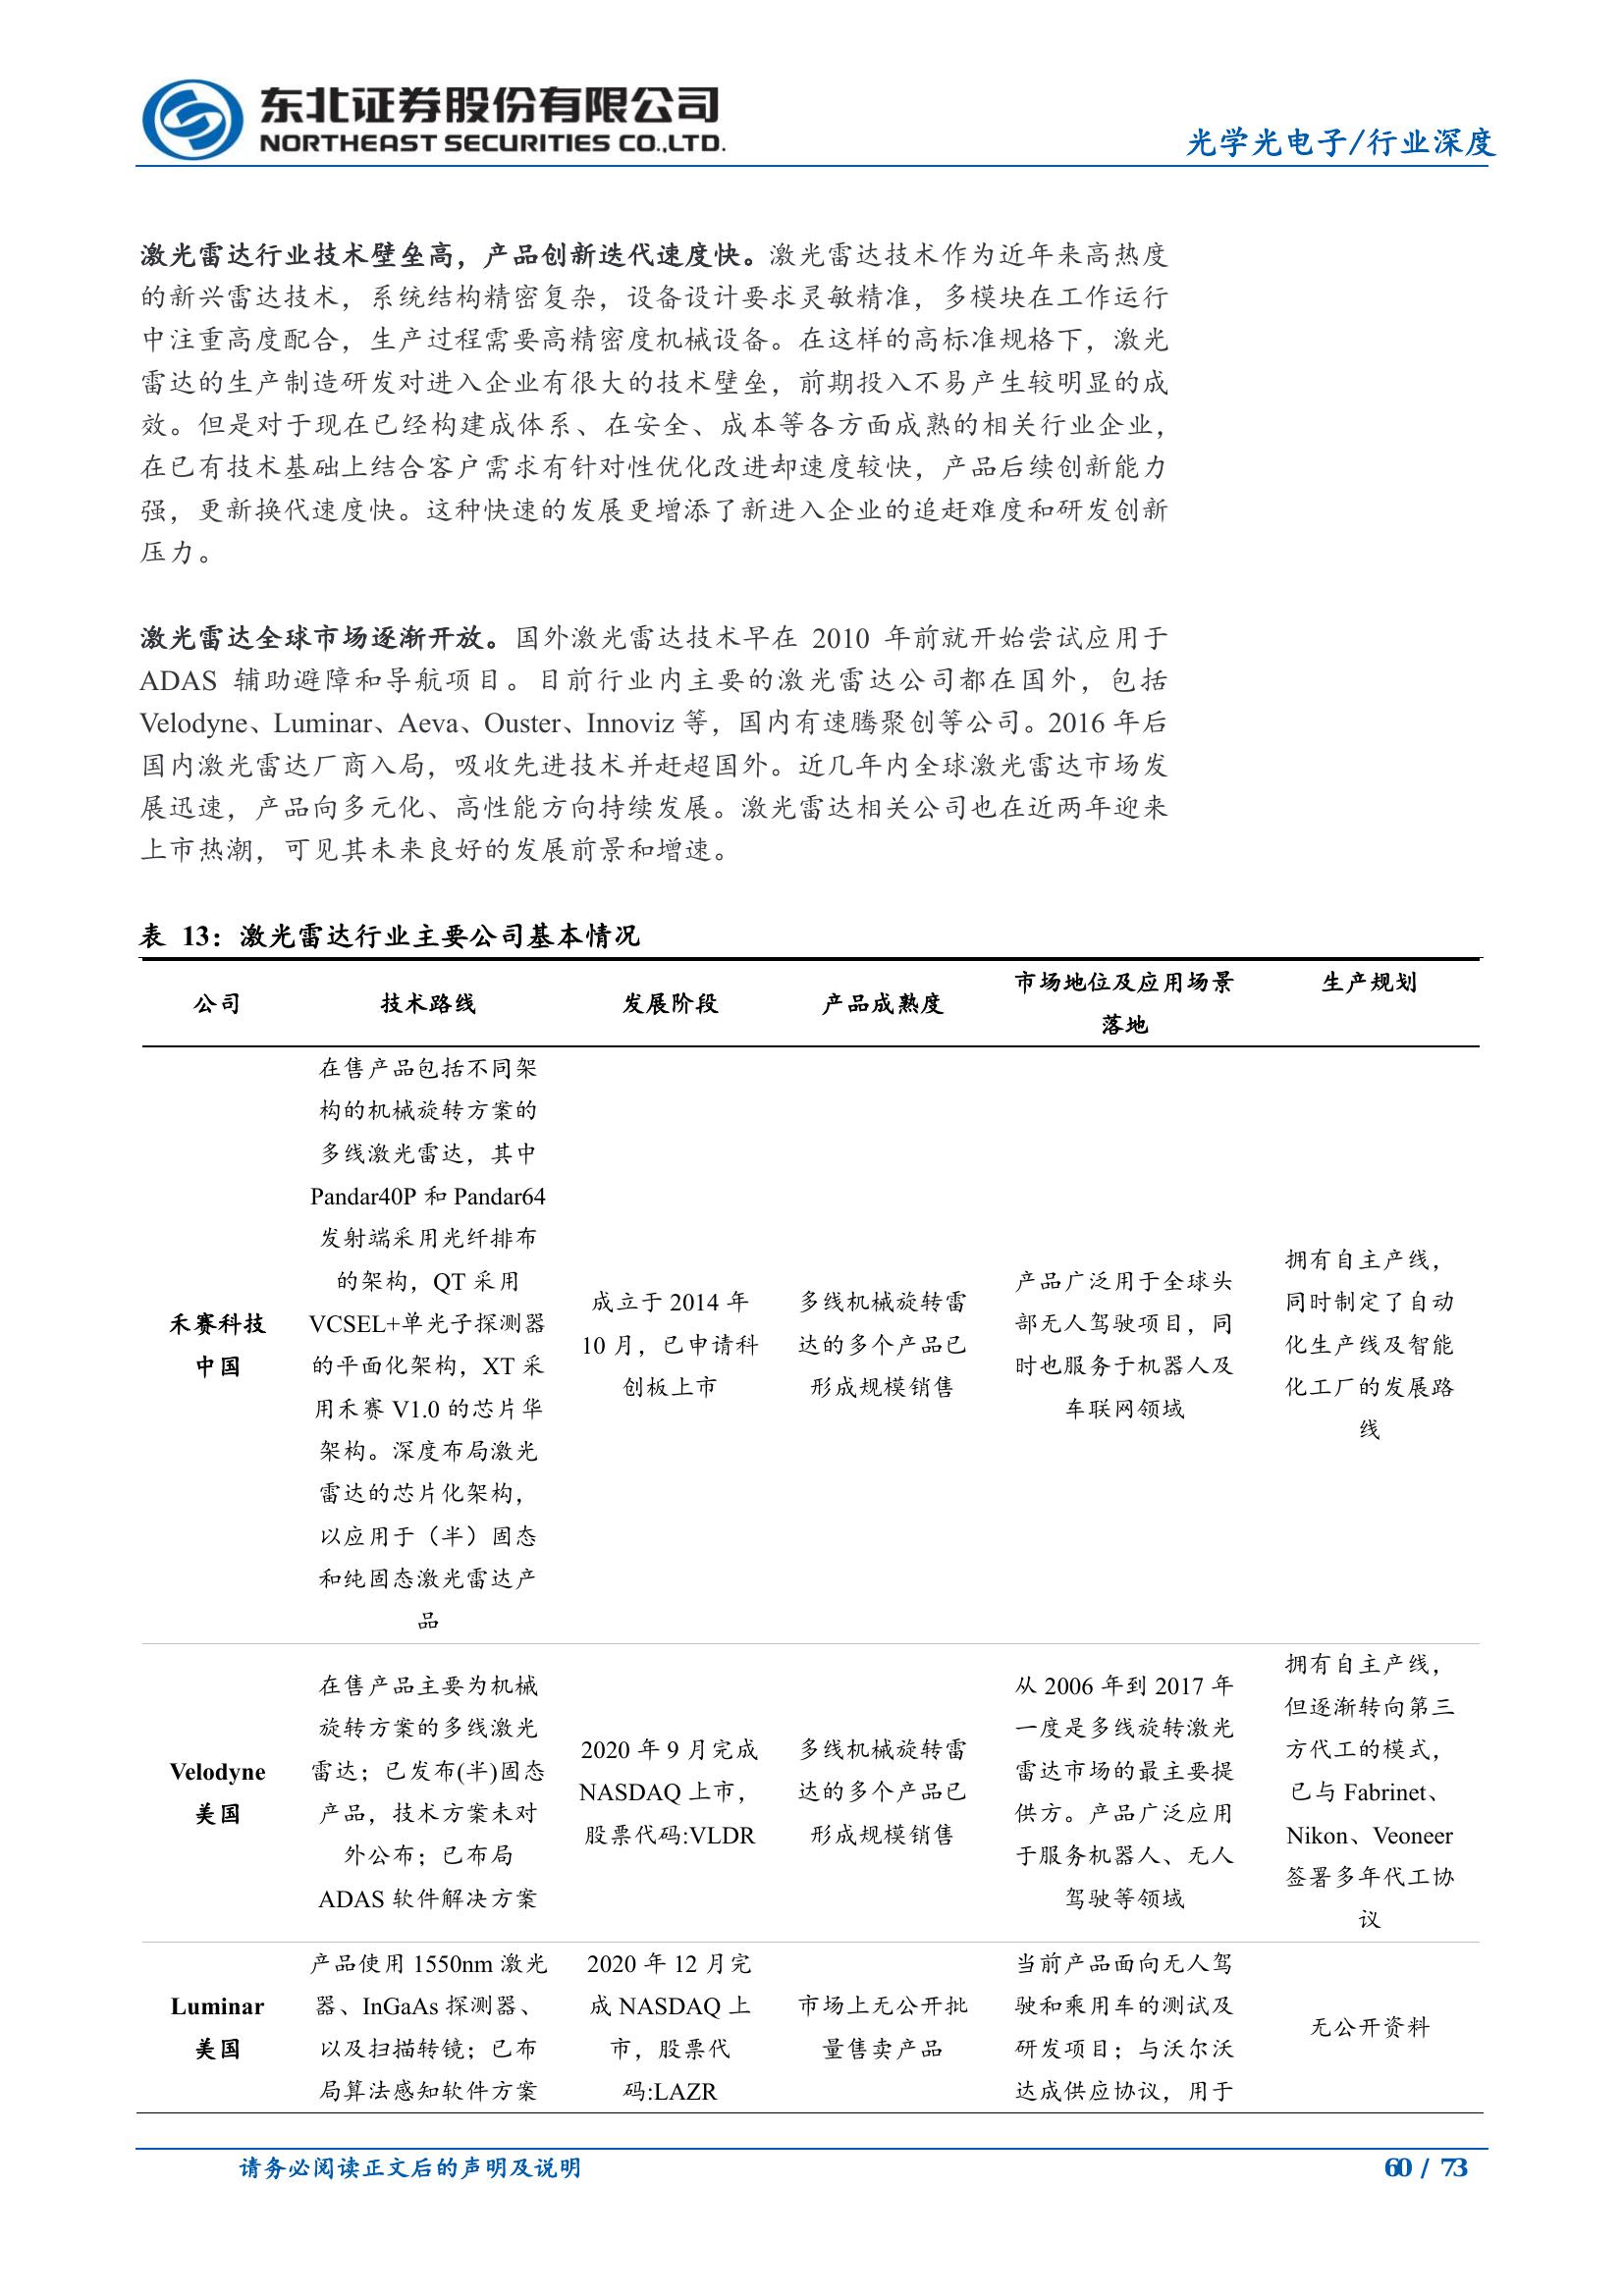 东北证券股份有限公司
NORTHEAST SECURITIES CO.,LTD.
光学光电子/行业深度
激光雷达行业技术壁垒高，产品创新迭代速度快。激光雷达技术作为近年来高热度
的新兴雷达技术，系统结构精密复杂，设备设计要求灵敏精准，多模块在工作运行
中注重高度配合，生产过程需要高精密度机械设备。在这样的高标准规格下，激光
雷达的生产制造研发对进入企业有很大的技术壁垒，前期投入不易产生较明显的成
效。但是对于现在已经构建成体系、在安全、成本等各方面成熟的相关行业企业，
在已有技术基础上结合客户需求有针对性优化改进却速度较快，产品后续创新能力
强，更新换代速度快。这种快速的发展更增添了新进入企业的追赶难度和研发创新
压力。
激光雷达全球市场逐渐开放。国外激光雷达技术早在 2010 年前就开始尝试应用于
ADAS 辅助避障和导航项目。目前行业内主要的激光雷达公司都在国外，包括
Velodyne、Luminar、Aeva、Ouster、Innoviz 等，国内有速腾聚创等公司。2016 年后
国内激光雷达厂商入局，吸收先进技术并赶超国外。近几年内全球激光雷达市场发
展迅速，产品向多元化、高性能方向持续发展。激光雷达相关公司也在近两年迎来
上市热潮，可见其未来良好的发展前景和增速。
表 13：激光雷达行业主要公司基本情况
公司
技术路线
发展阶段
产品成熟度
市场地位及应用场景
落地
生产规划
禾赛科技
中国
在售产品包括不同架
构的机械旋转方案的
多线激光雷达，其中
Pandar40P 和 Pandar64
发射端采用光纤排布
的架构，QT 采用
VCSEL+单光子探测器
的平面化架构，XT 采
用禾赛 V1.0 的芯片华
架构。深度布局激光
雷达的芯片化架构，
以应用于（半）固态
和纯固态激光雷达产
品
成立于 2014 年
10 月，已申请科
创板上市
多线机械旋转雷
达的多个产品已
形成规模销售
产品广泛用于全球头
部无人驾驶项目，同
时也服务于机器人及
车联网领域
拥有自主产线，
同时制定了自动
化生产线及智能
化工厂的发展路
线
Velodyne
美国
在售产品主要为机械
旋转方案的多线激光
雷达；已发布(半)固态
产品，技术方案未对
外公布；已布局
ADAS 软件解决方案
2020 年 9 月完成
NASDAQ 上市，
股票代码:VLDR
多线机械旋转雷
达的多个产品已
形成规模销售
从 2006 年到 2017 年
一度是多线旋转激光
雷达市场的最主要提
供方。产品广泛应用
于服务机器人、无人
驾驶等领域
拥有自主产线，
但逐渐转向第三
方代工的模式，
已与 Fabrinet、
Nikon、Veoneer
签署多年代工协
议
Luminar
美国
产品使用 1550nm 激光
器、InGaAs 探测器、
以及扫描转镜；已布
局算法感知软件方案
2020 年 12 月完
成 NASDAQ 上
市，股票代
码:LAZR
市场上无公开批
量售卖产品
当前产品面向无人驾
驶和乘用车的测试及
研发项目；与沃尔沃
达成供应协议，用于
无公开资料
请务必阅读正文后的声明及说明
60 / 73